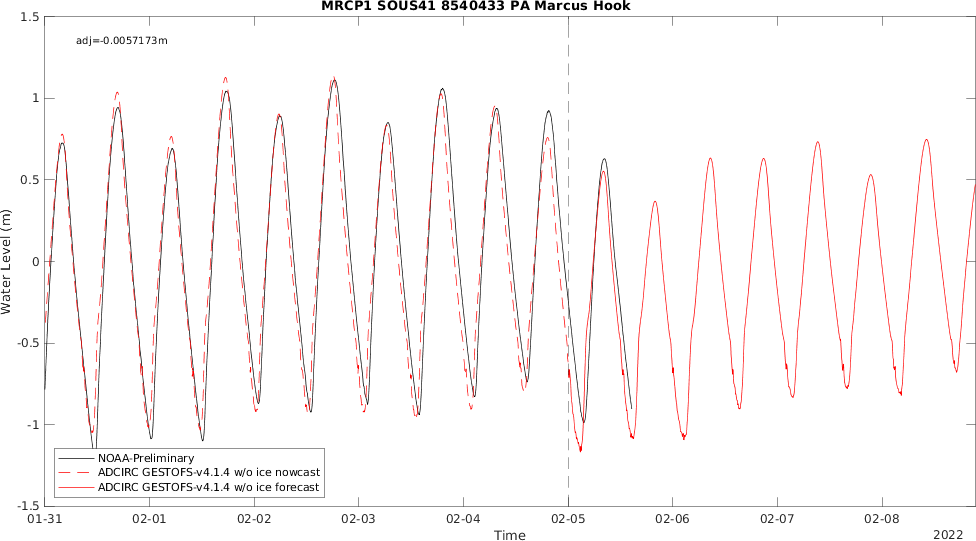 MRCP1 SOUS41 8540433 PA Marcus Hook
adj=-0.0057173m
1.5
1
0.5
0
-0.5
-1
-1.5
Water Level (m)
NOAA-Preliminary
ADCIRC GESTOFS-v4.1.4 w/o ice nowcast
ADCIRC GESTOFS-v4.1.4 w/o ice forecast
01-31 02-01 02-02 02-03 02-04 02-05 02-06 02-07 02-08
Time
2022